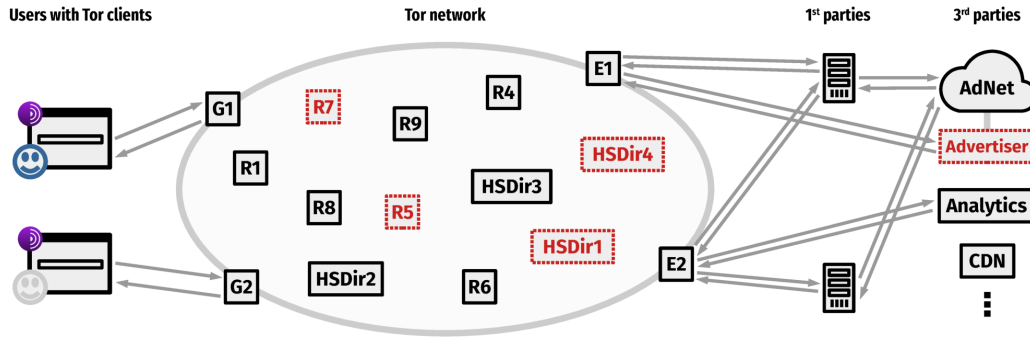 Users with Tor clients
Tor network
1st parties
3rd parties
E1
R4
AdNet
G1
R7
R9
Advertiser
HSDir4
R1
HSDir3
Analytics
R8
R5
HSDir1
E2
CDN
HSDir2
G2
R6